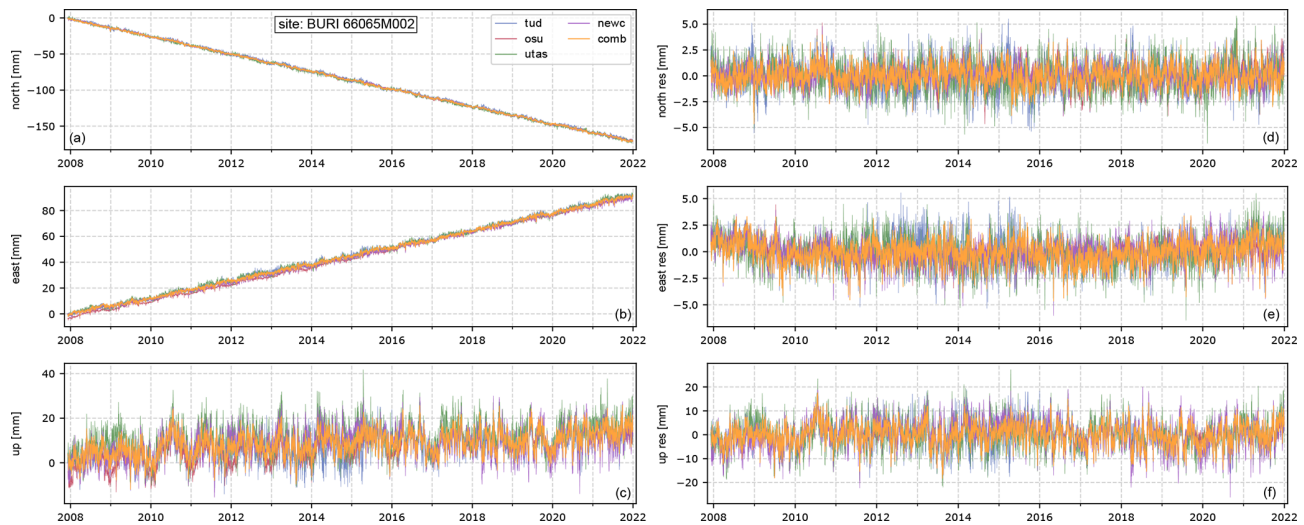 site: BURI 66065M002
tud
osu
utas
newc
comb
north [mm]
0
−50
−100
−150
(a)
2008 2010 2012 2014 2016 2018 2020 2022
east [mm]
80
60
40
20
0
(b)
2008 2010 2012 2014 2016 2018 2020 2022
up [mm]
40
20
0
(c)
2008 2010 2012 2014 2016 2018 2020 2022
north res [mm]
5.0
2.5
0.0
−2.5
−5.0
(d)
2008 2010 2012 2014 2016 2018 2020 2022
east res [mm]
5.0
2.5
0.0
−2.5
−5.0
(e)
2008 2010 2012 2014 2016 2018 2020 2022
up res [mm]
20
10
0
−10
−20
(f)
2008 2010 2012 2014 2016 2018 2020 2022